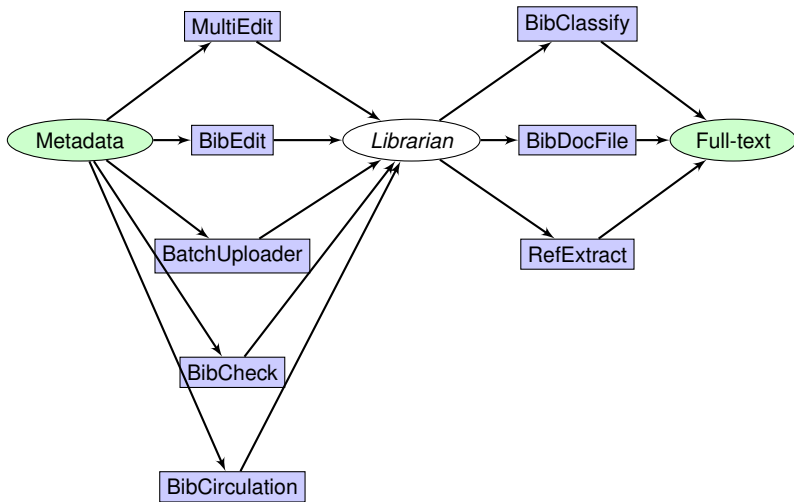 MultiEdit
BibClassify
Metadata
BibEdit
Librarian
BibDocFile
Full-text
BatchUploader
RefExtract
BibCheck
BibCirculation